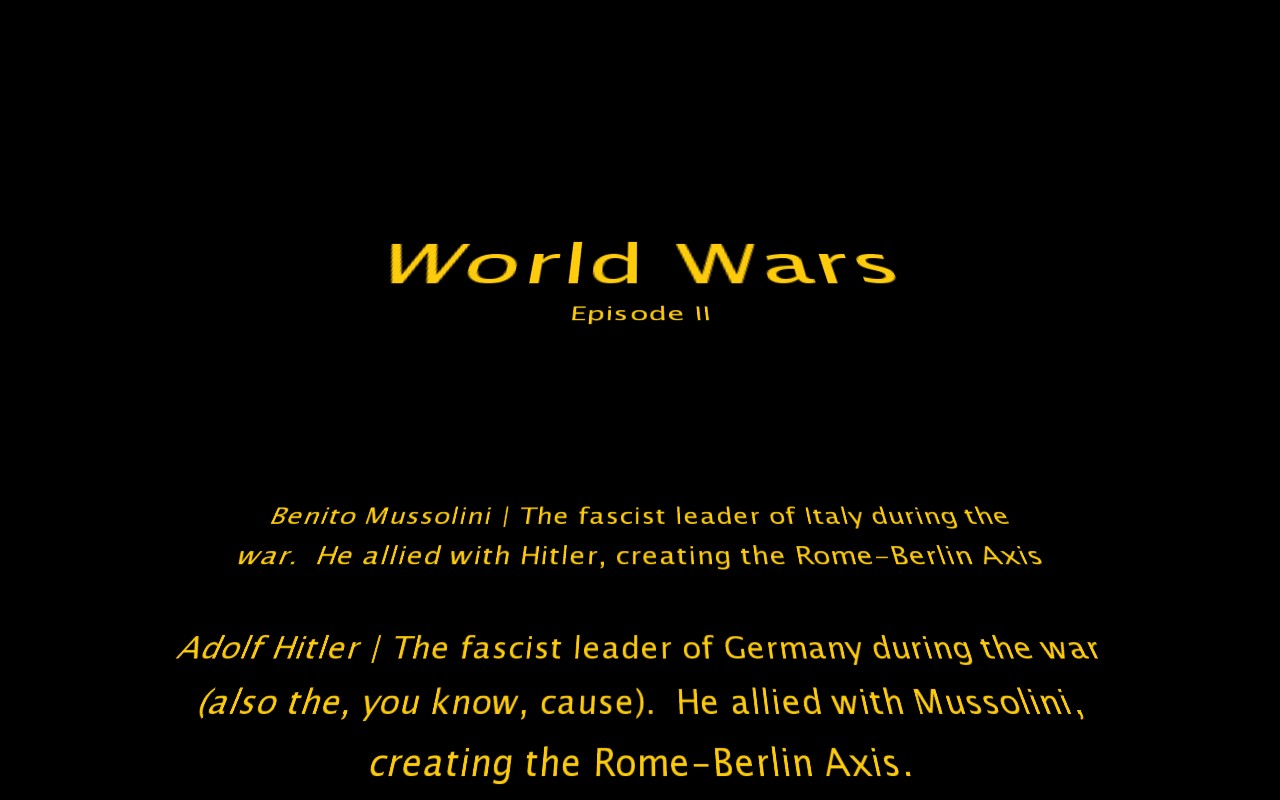 World Wars
Episode II
Benito Mussolini | The fascist leader of Italy during the
war.  He allied with Hitler, creating the Rome-Berlin Axis
Adolf Hitler | The fascist leader of Germany during the war
(also the, you know, cause).  He allied with Mussolini,
creating the Rome-Berlin Axis.